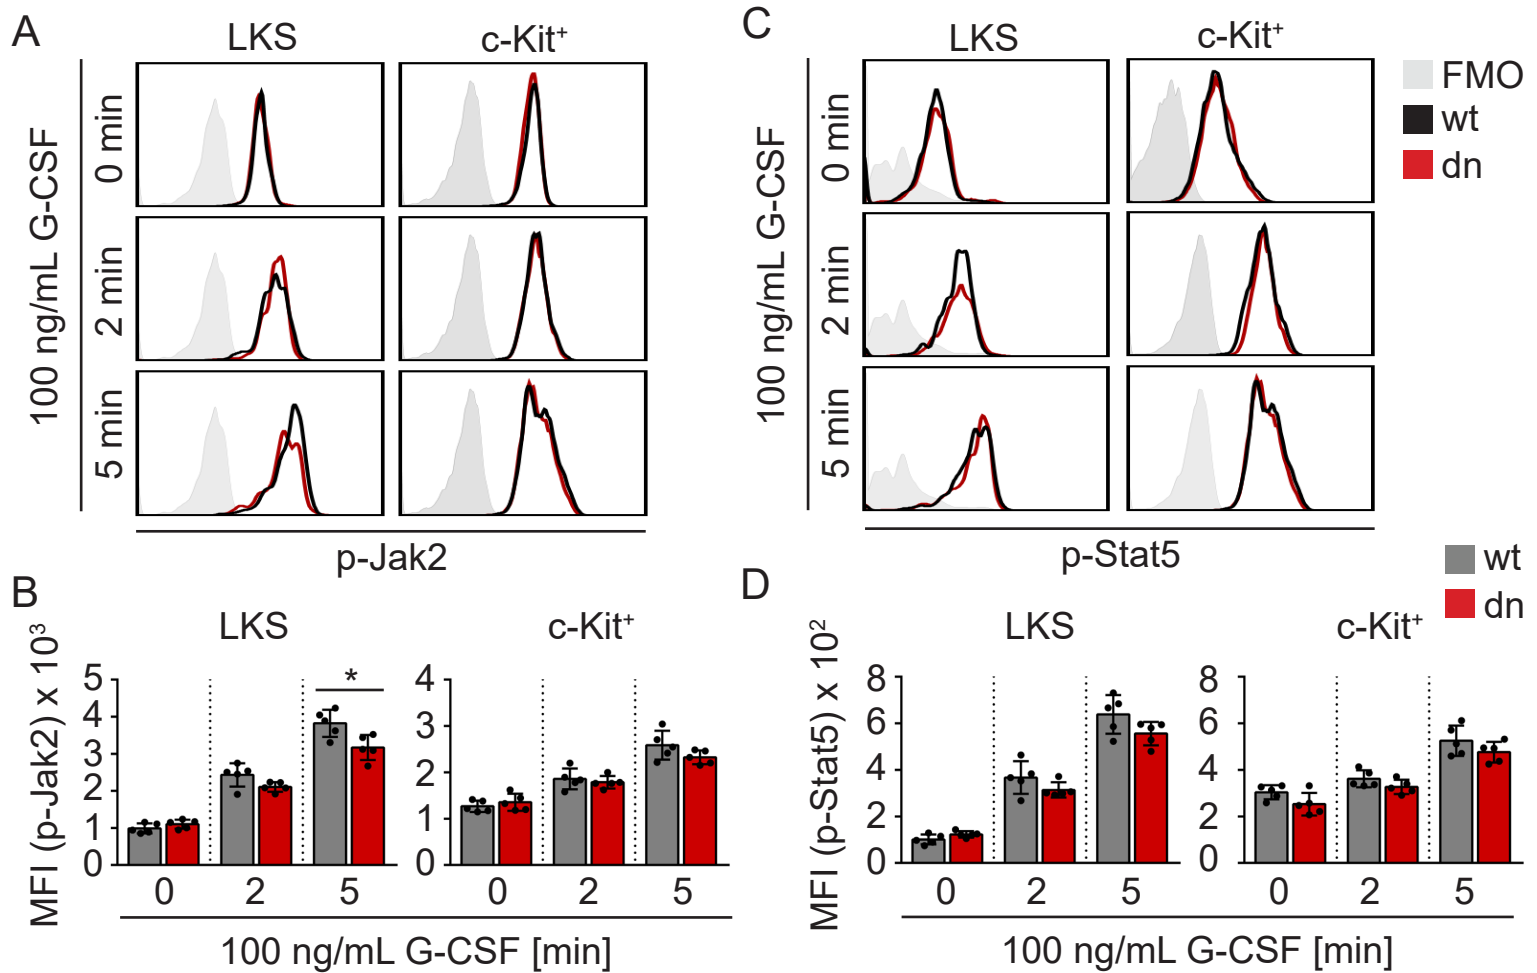 A
LKS
c-Kit⁺
100 ng/mL G-CSF
0 min
2 min
5 min
p-Jak2
C
LKS
c-Kit⁺
100 ng/mL G-CSF
0 min
2 min
5 min
p-Stat5
FMO
wt
dn
B
LKS
c-Kit⁺
MFI (p-Jak2) x 10³
5
4
3
2
1
0
*
4
3
2
1
0
0 2 5
0 2 5
100 ng/mL G-CSF [min]
D
LKS
c-Kit⁺
wt
dn
MFI (p-Stat5) x 10²
8
6
4
2
0
8
6
4
2
0
0 2 5
0 2 5
100 ng/mL G-CSF [min]